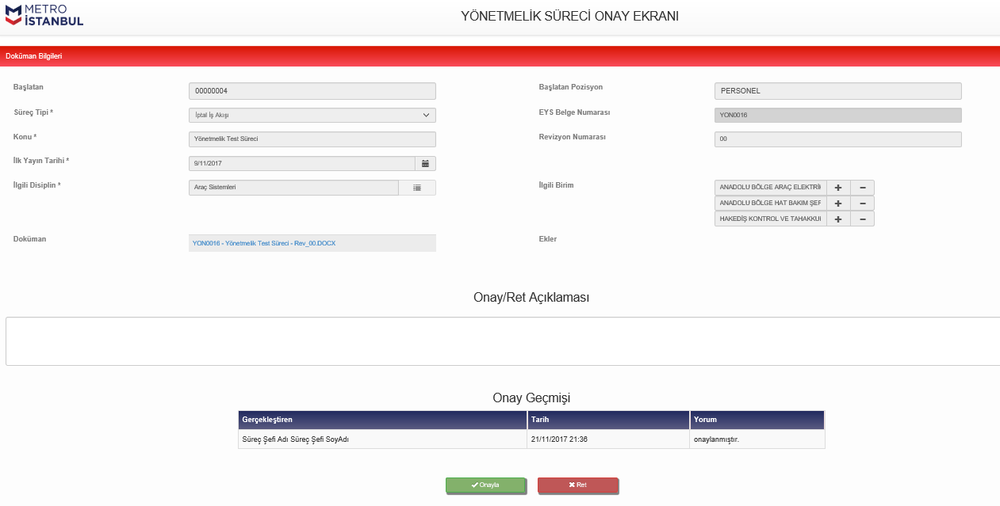 METRO
İSTANBUL
YÖNETMELİK SÜRECİ ONAY EKRANI
Doküman Bilgileri
Başlatan
00000004
Başlatan Pozisyon
PERSONEL
Süreç Tipi *
İptal İş Akışı
EYS Belge Numarası
YON0016
Konu *
Yönetmelik Test Süreci
Revizyon Numarası
00
İlk Yayın Tarihi *
9/11/2017
İlgili Disiplin *
Araç Sistemleri
İlgili Birim
ANADOLU BÖLGE ARAÇ ELEKTRİ
ANADOLU BÖLGE HAT BAKIM ŞEF
HAKEDİŞ KONTROL VE TAHAKKU
Doküman
YON0016 - Yönetmelik Test Süreci - Rev_00.DOCX
Ekler
Onay/Ret Açıklaması
Onay Geçmişi
Gerçekleştiren Tarih Yorum
Süreç Şefi Adı Süreç Şefi SoyAdı 21/11/2017 21:36 onaylanmıştır.
Onayla
Ret